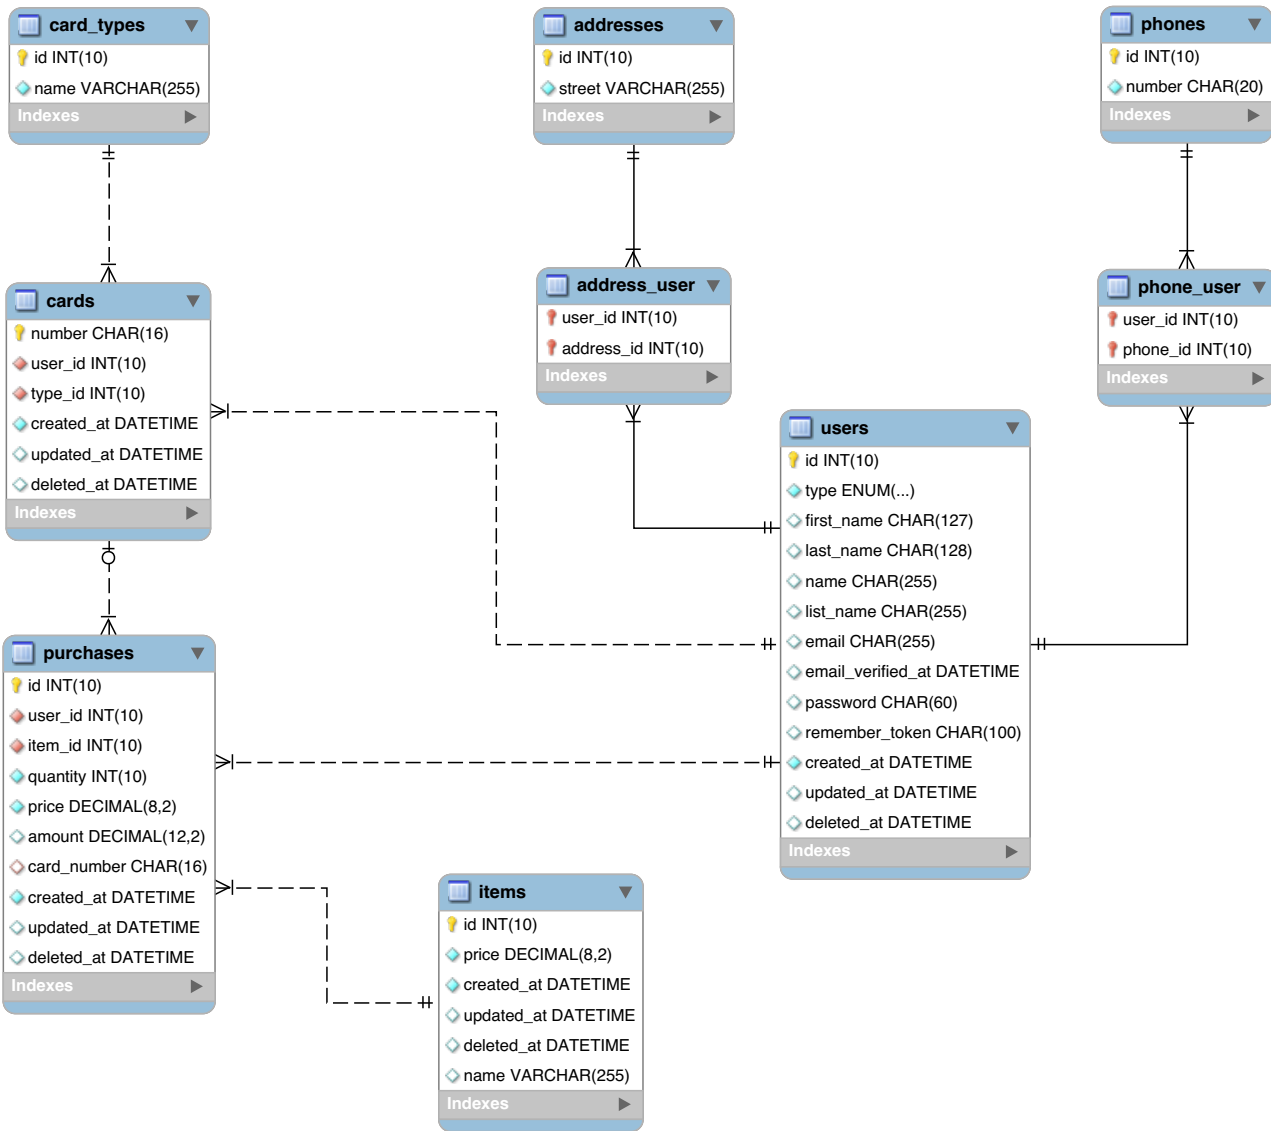 card_types
id INT(10)
name VARCHAR(255)
Indexes
addresses
id INT(10)
street VARCHAR(255)
Indexes
phones
id INT(10)
number CHAR(20)
Indexes
cards
number CHAR(16)
user_id INT(10)
type_id INT(10)
created_at DATETIME
updated_at DATETIME
deleted_at DATETIME
Indexes
address_user
user_id INT(10)
address_id INT(10)
Indexes
phone_user
user_id INT(10)
phone_id INT(10)
Indexes
users
id INT(10)
type ENUM(...)
first_name CHAR(127)
last_name CHAR(128)
name CHAR(255)
list_name CHAR(255)
email CHAR(255)
email_verified_at DATETIME
password CHAR(60)
remember_token CHAR(100)
created_at DATETIME
updated_at DATETIME
deleted_at DATETIME
Indexes
purchases
id INT(10)
user_id INT(10)
item_id INT(10)
quantity INT(10)
price DECIMAL(8,2)
amount DECIMAL(12,2)
card_number CHAR(16)
created_at DATETIME
updated_at DATETIME
deleted_at DATETIME
Indexes
items
id INT(10)
price DECIMAL(8,2)
created_at DATETIME
updated_at DATETIME
deleted_at DATETIME
name VARCHAR(255)
Indexes